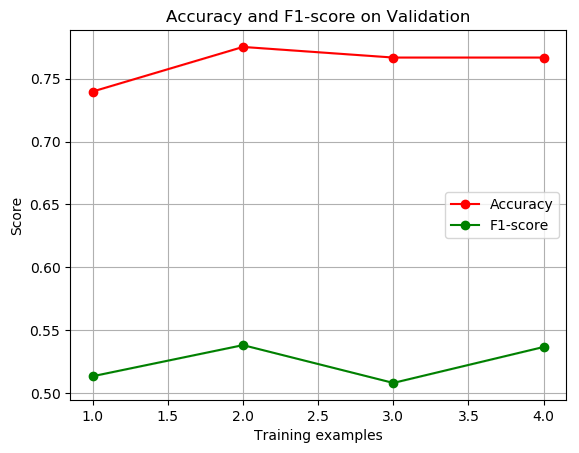 Accuracy and F1-score on Validation
Score
0.75
0.70
0.65
0.60
0.55
0.50
Accuracy
F1-score
1.0 1.5 2.0 2.5 3.0 3.5 4.0
Training examples